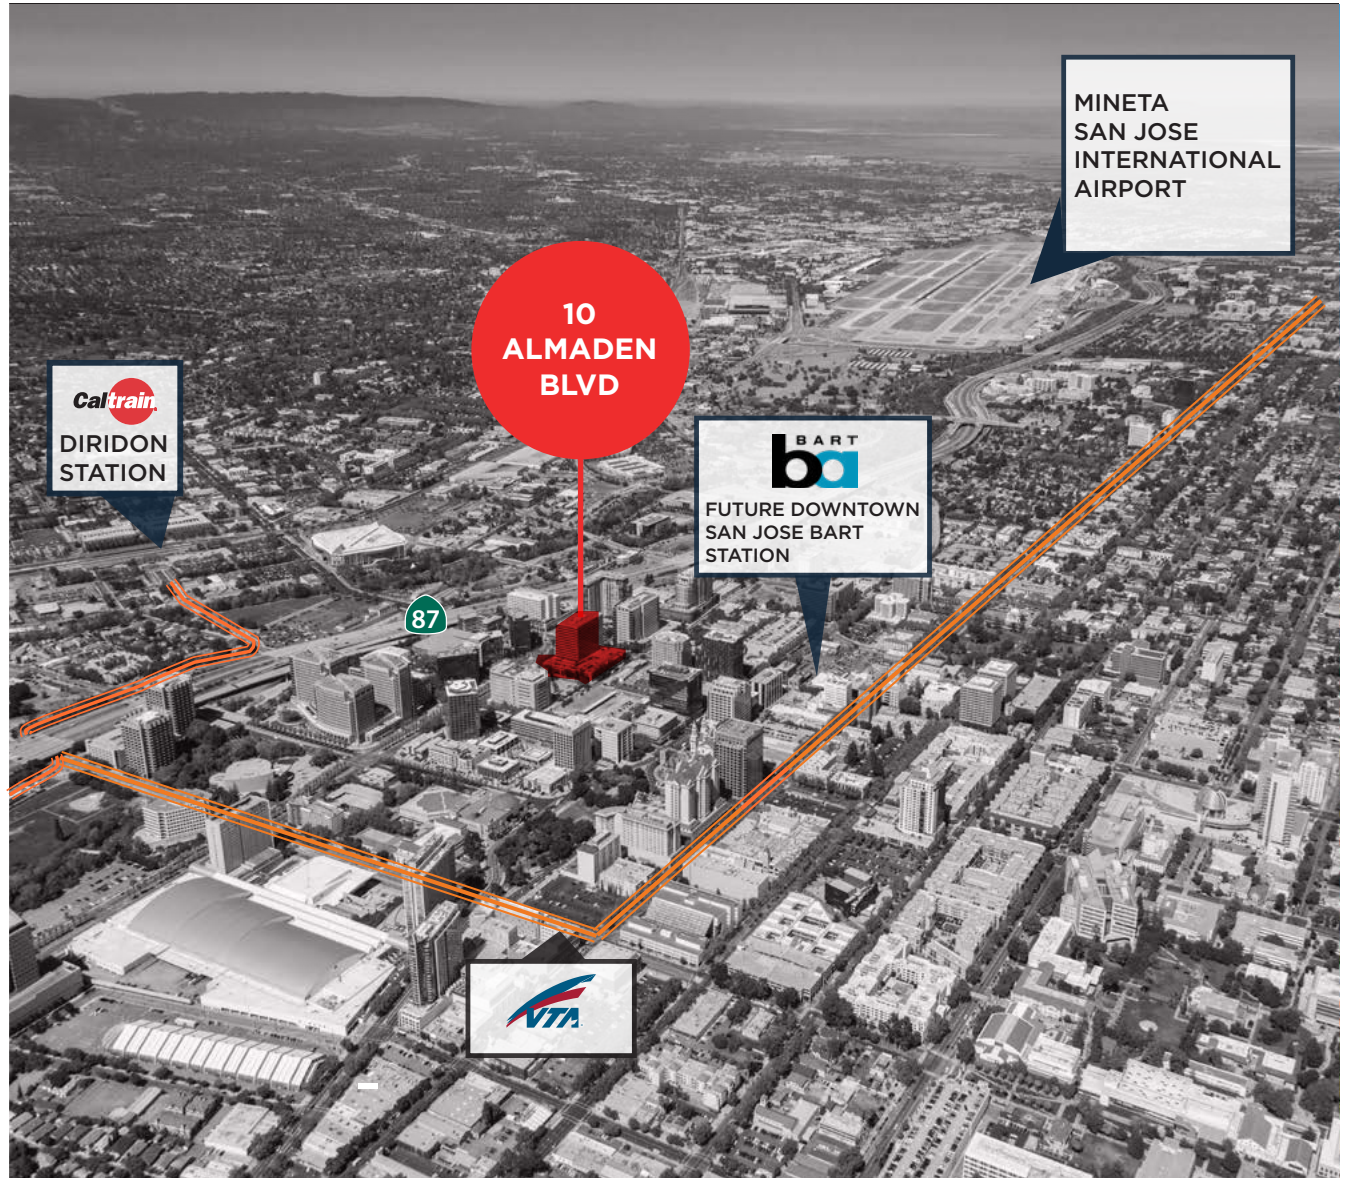 MINETA
SAN JOSE
INTERNATIONAL
AIRPORT
10
ALMADEN
BLVD
Caltrain
DIRIDON
STATION
BART
ba
FUTURE DOWNTOWN
SAN JOSE BART
STATION
87
VTA